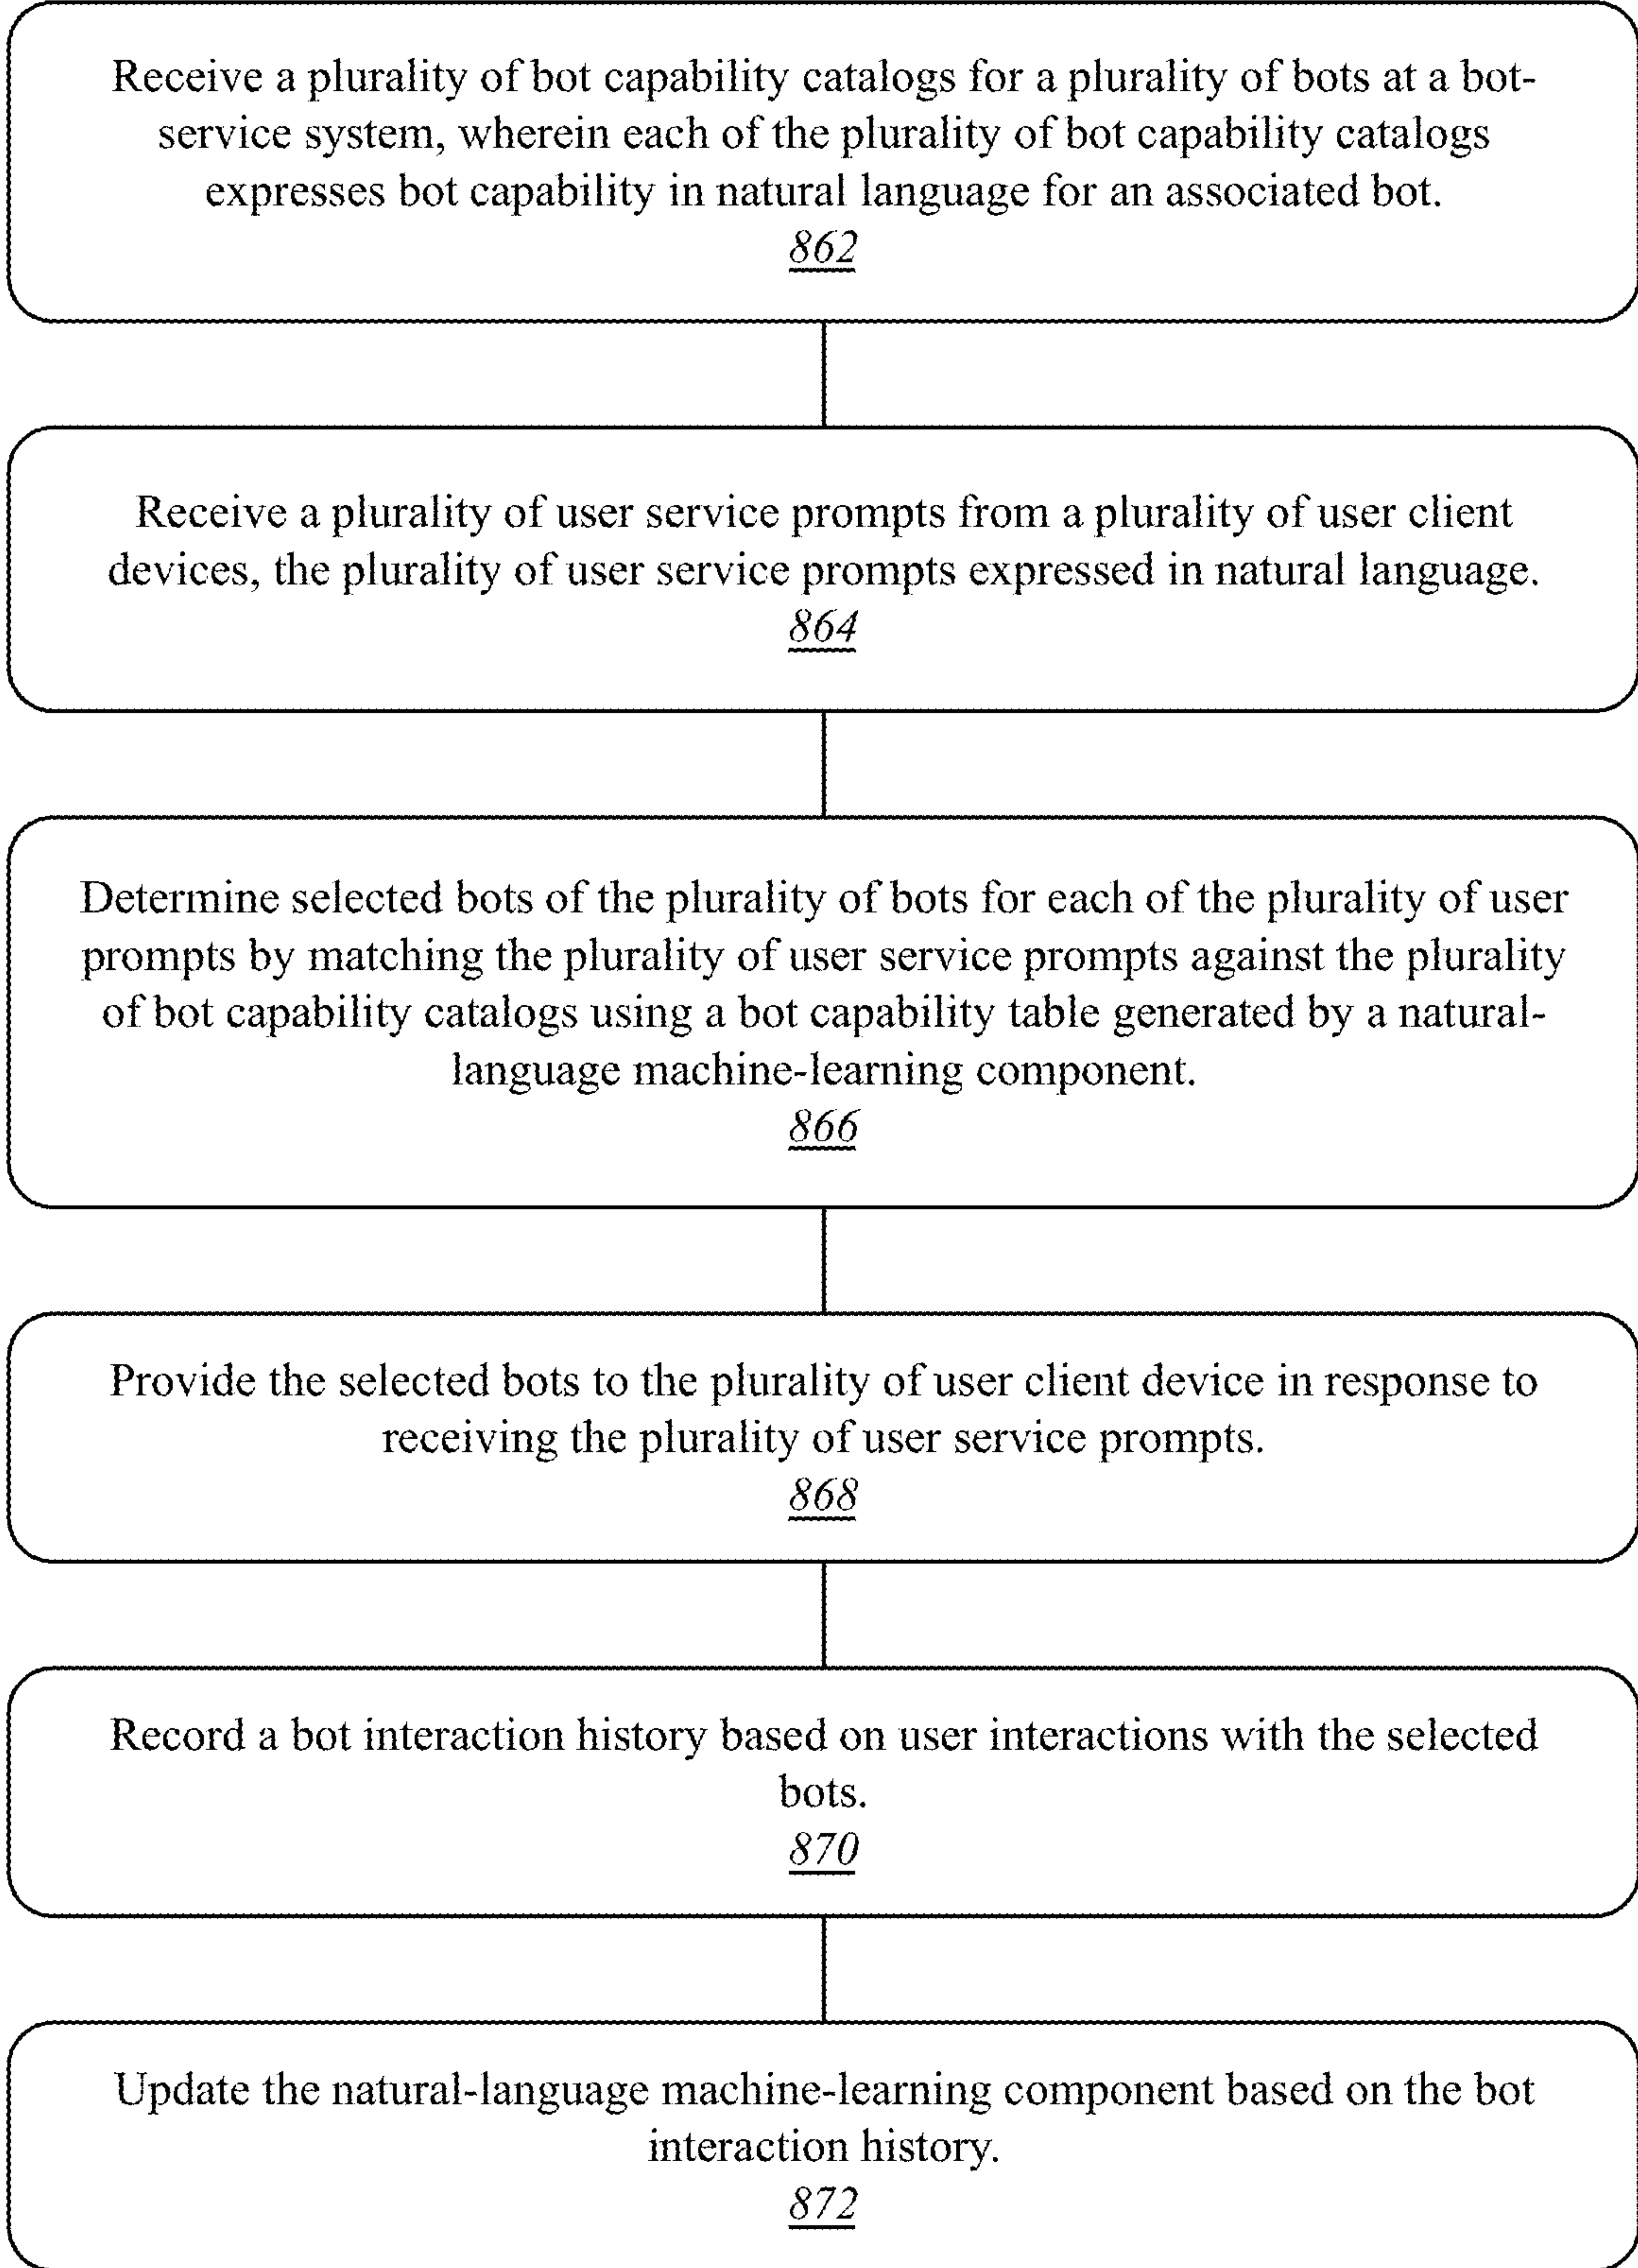 Receive a plurality of bot capability catalogs for a plurality of bots at a bot-
service system, wherein each of the plurality of bot capability catalogs
expresses bot capability in natural language for an associated bot.
862
Receive a plurality of user service prompts from a plurality of user client
devices, the plurality of user service prompts expressed in natural language.
864
Determine selected bots of the plurality of bots for each of the plurality of user
prompts by matching the plurality of user service prompts against the plurality
of bot capability catalogs using a bot capability table generated by a natural-
language machine-learning component.
866
Provide the selected bots to the plurality of user client device in response to
receiving the plurality of user service prompts.
868
Record a bot interaction history based on user interactions with the selected
bots.
870
Update the natural-language machine-learning component based on the bot
interaction history.
872